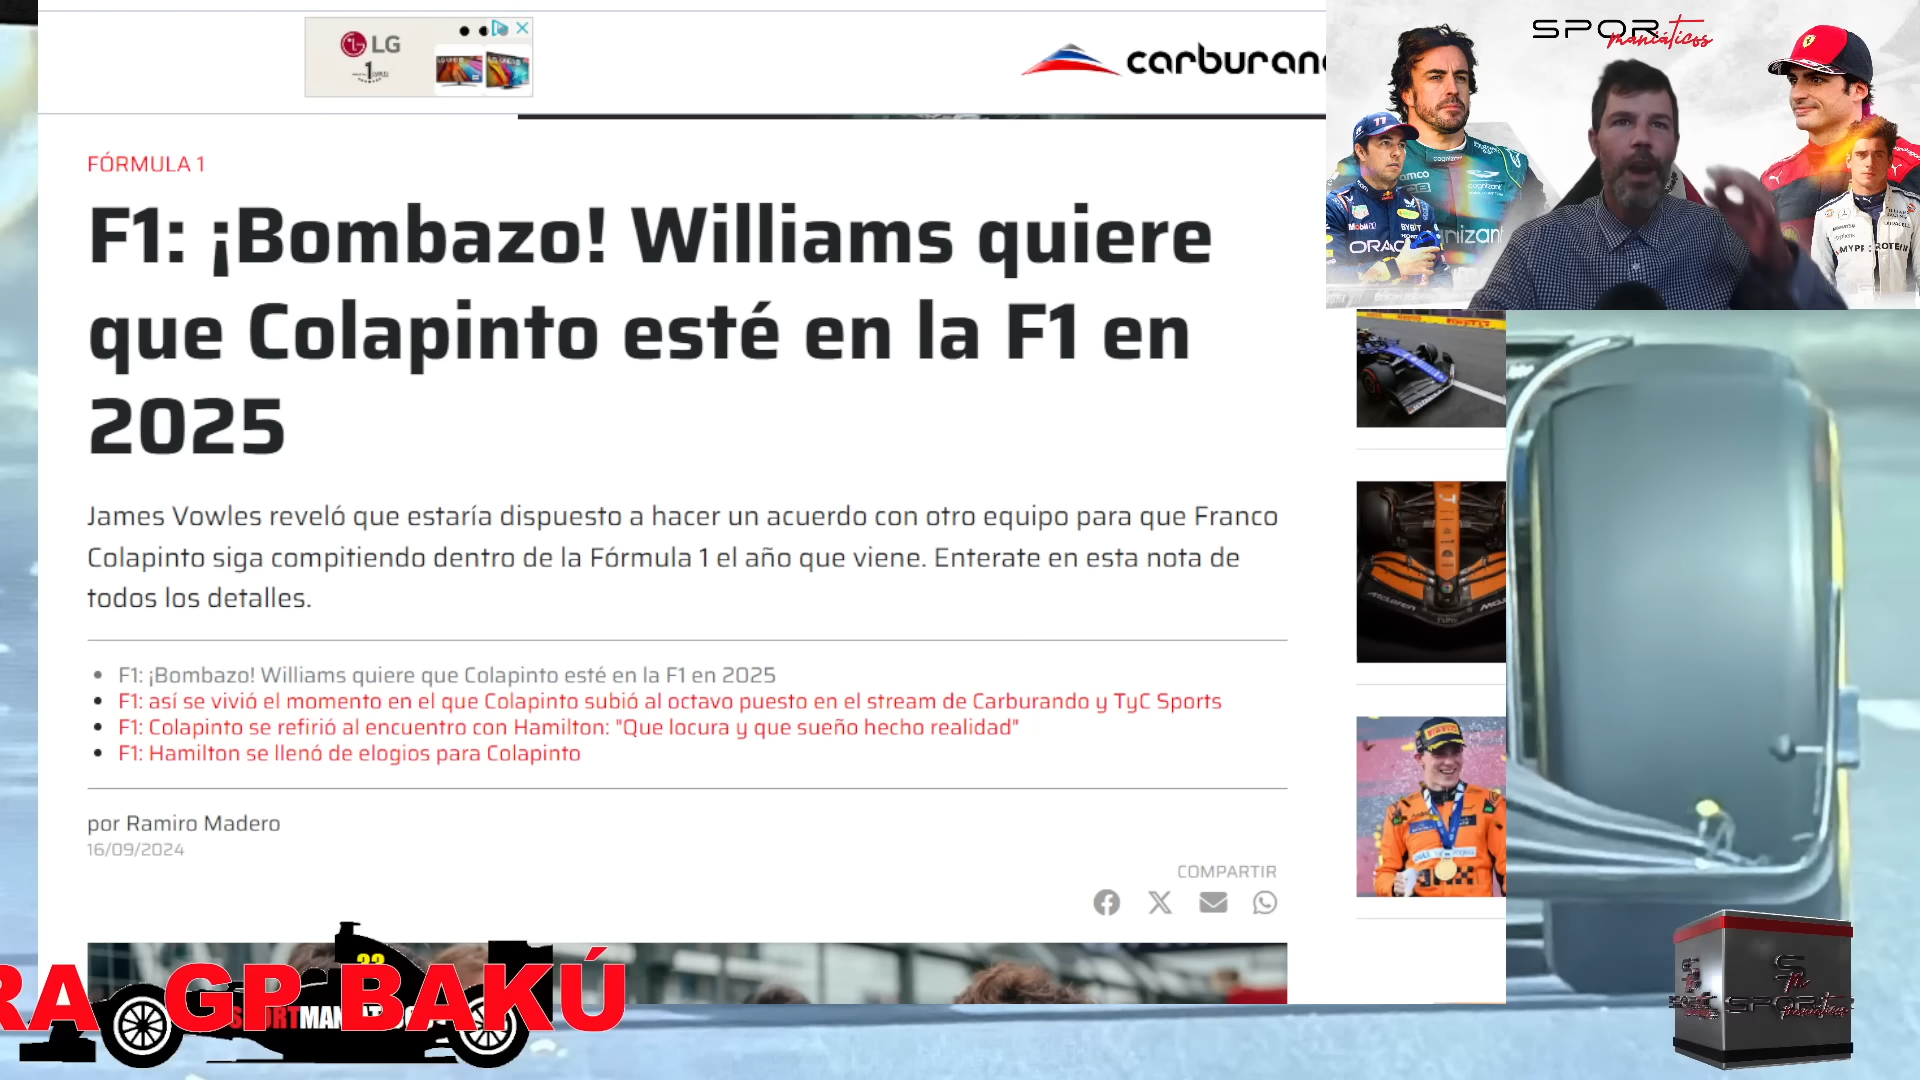 LG
carburan
SPORT
maniáticos
FÓRMULA 1
F1: ¡Bombazo! Williams quiere
que Colapinto esté en la F1 en
2025
James Vowles reveló que estaría dispuesto a hacer un acuerdo con otro equipo para que Franco
Colapinto siga compitiendo dentro de la Fórmula 1 el año que viene. Enterate en esta nota de
todos los detalles.
F1: ¡Bombazo! Williams quiere que Colapinto esté en la F1 en 2025
F1: así se vivió el momento en el que Colapinto subió al octavo puesto en el stream de Carburando y TyC Sports
F1: Colapinto se refirió al encuentro con Hamilton: "Que locura y que sueño hecho realidad"
F1: Hamilton se llenó de elogios para Colapinto
por Ramiro Madero
16/09/2024
COMPARTIR
RA GP BAKÚ
SPORT
maniáticos